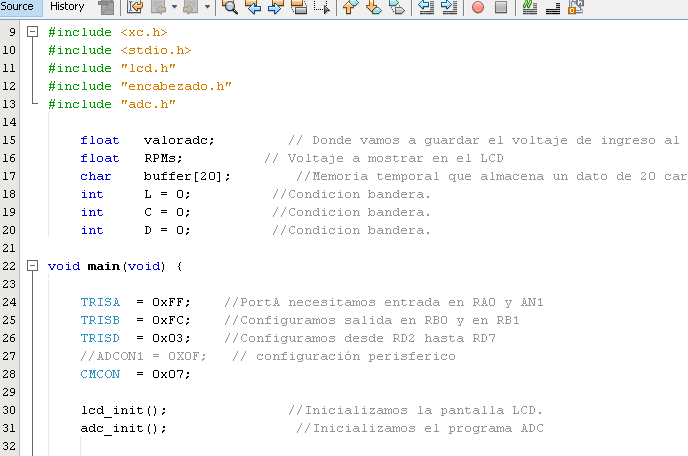 Source History
9 #include <xc.h>
10 #include <stdio.h>
11 #include "lcd.h"
12 #include "encabezado.h"
13 #include "adc.h"
14
15 float valoradc; // Donde vamos a guardar el voltaje de ingreso al
16 float RPMs; // Voltaje a mostrar en el LCD
17 char buffer[20]; //Memoria temporal que almacena un dato de 20 car
18 int L = 0; //Condicion bandera.
19 int C = 0; //Condicion bandera.
20 int D = 0; //Condicion bandera.
21
22 void main(void) {
23
24 TRISA = 0xFF; //PortA necesitamos entrada en RA0 y AN1
25 TRISB = 0xFC; //Configuramos salida en RB0 y en RB1
26 TRISD = 0x03; //Configuramos desde RD2 hasta RD7
27 //ADCON1 = 0X0F; // configuración perisferico
28 CMCON = 0x07;
29
30 lcd_init(); //Inicializamos la pantalla LCD.
31 adc_init(); //Inicializamos el programa ADC
32